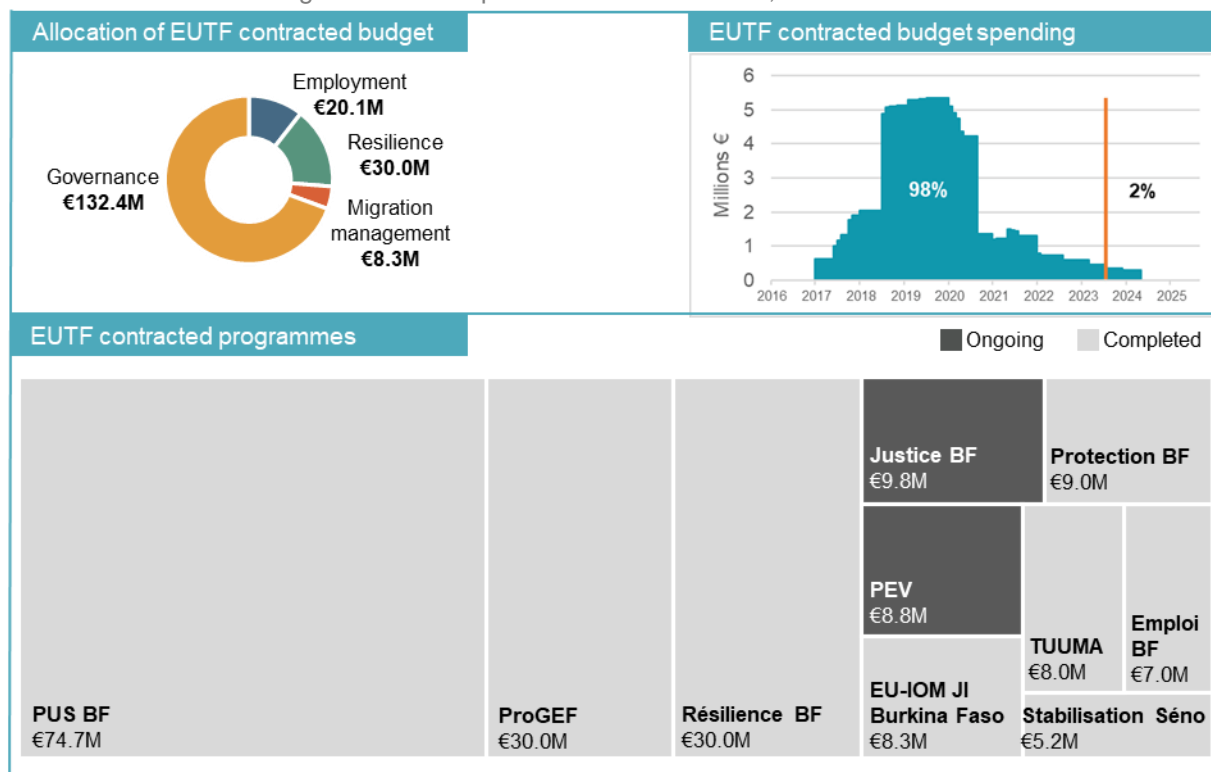 Allocation of EUTF contracted budget
Employment
€20.1M
Resilience
€30.0M
Governance
€132.4M
Migration
management
€8.3M
EUTF contracted budget spending
Millions €
6
5
4
3
2
1
0
98%
2%
2016 2017 2018 2019 2020 2021 2022 2023 2024 2025
EUTF contracted programmes
Ongoing
Completed
PUS BF
€74.7M
ProGEF
€30.0M
Résilience BF
€30.0M
Justice BF
€9.8M
Protection BF
€9.0M
PEV
€8.8M
EU-IOM JI
Burkina Faso
€8.3M
TUUMA
€8.0M
Emploi
BF
€7.0M
Stabilisation Séno
€5.2M